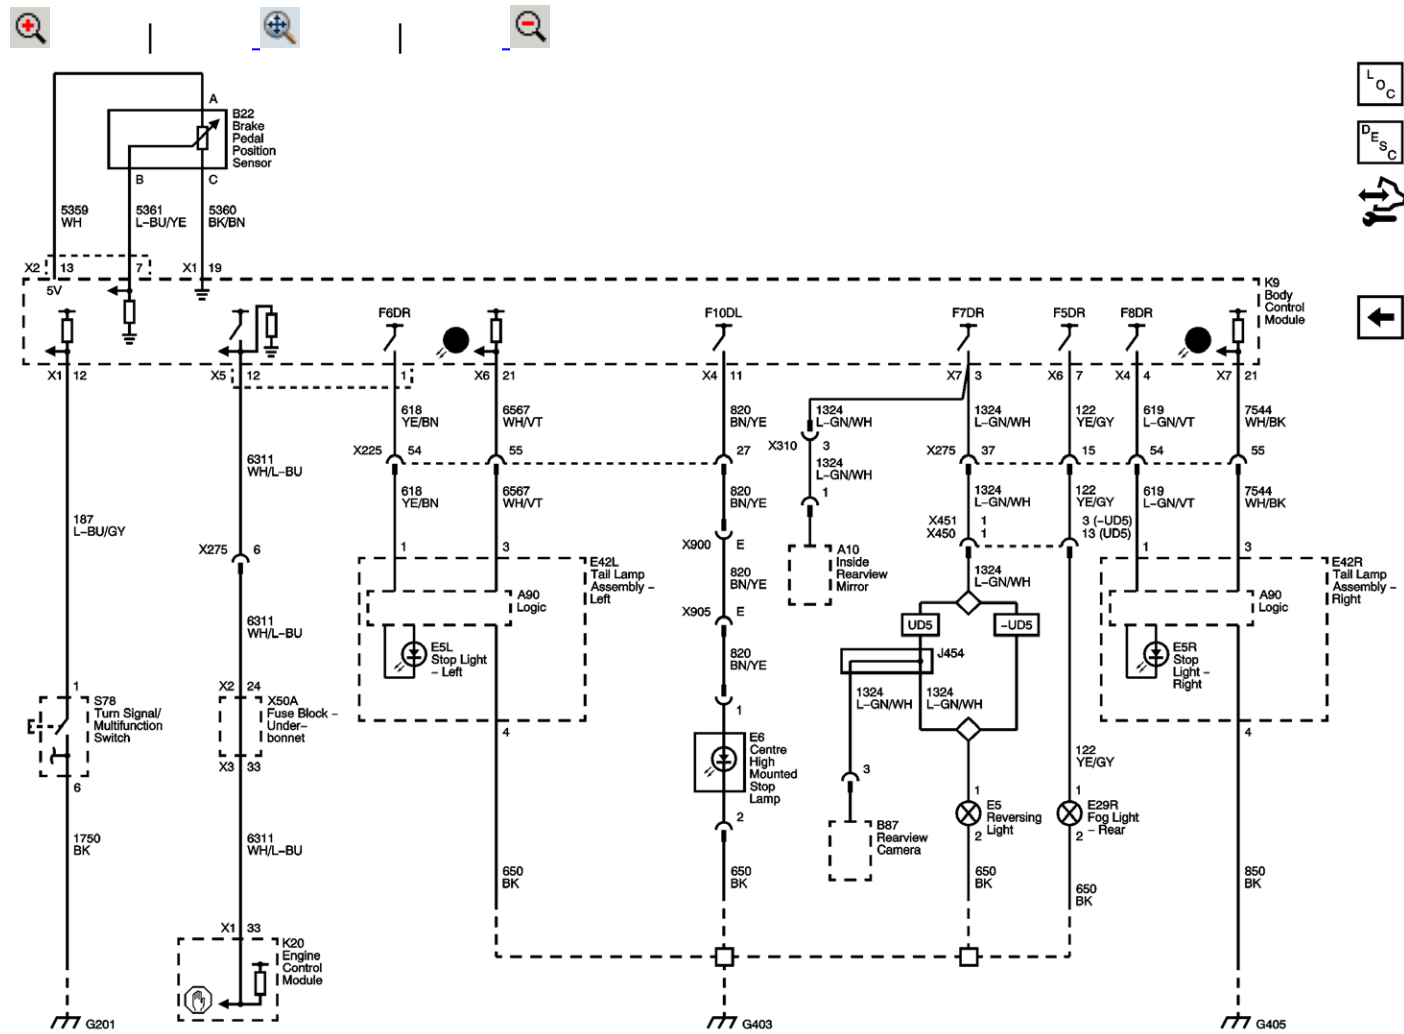 L
O
C
D
E
S
C
A
B22
Brake
Pedal
Position
Sensor
B
C
5359
WH
5361
L-BU/YE
5360
BK/BN
X2
13
7
X1
19
5V
K9
Body
Control
Module
F6DR
F10DL
F7DR
F5DR
F8DR
X1
12
X5
12
1
X6
21
X4
11
X7
3
X6
7
X4
4
X7
21
618
YE/BN
6567
WH/VT
820
BN/YE
1324
L-GN/WH
1324
L-GN/WH
122
YE/GY
619
L-GN/VT
7544
WH/BK
X225
54
55
27
X310
3
X275
37
15
54
55
6311
WH/L-BU
1324
L-GN/WH
1
618
YE/BN
6567
WH/VT
820
BN/YE
1324
L-GN/WH
122
YE/GY
619
L-GN/VT
7544
WH/BK
187
L-BU/GY
X451
1
X450
1
3 (-UD5)
13 (UD5)
X275
6
1
3
X900
E
A10
Inside
Rearview
Mirror
1
3
E42L
Tail Lamp
Assembly -
Left
820
BN/YE
1324
L-GN/WH
E42R
Tail Lamp
Assembly -
Right
A90
Logic
X905
E
UD5
-UD5
A90
Logic
6311
WH/L-BU
E5L
Stop Light
- Left
820
BN/YE
J454
E5R
Stop
Light -
Right
1
S78
Turn Signal/
Multifunction
Switch
X2
24
X50A
Fuse Block -
Under-
bonnet
1324
L-GN/WH
1324
L-GN/WH
1
4
4
E6
Centre
High
Mounted
Stop
Lamp
122
YE/GY
X3
33
3
6
1
1
E5
Reversing
Light
E29R
Fog Light
- Rear
2
B87
Rearview
Camera
2
2
1750
BK
6311
WH/L-BU
650
BK
650
BK
650
BK
650
BK
850
BK
X1
33
K20
Engine
Control
Module
G201
G403
G405